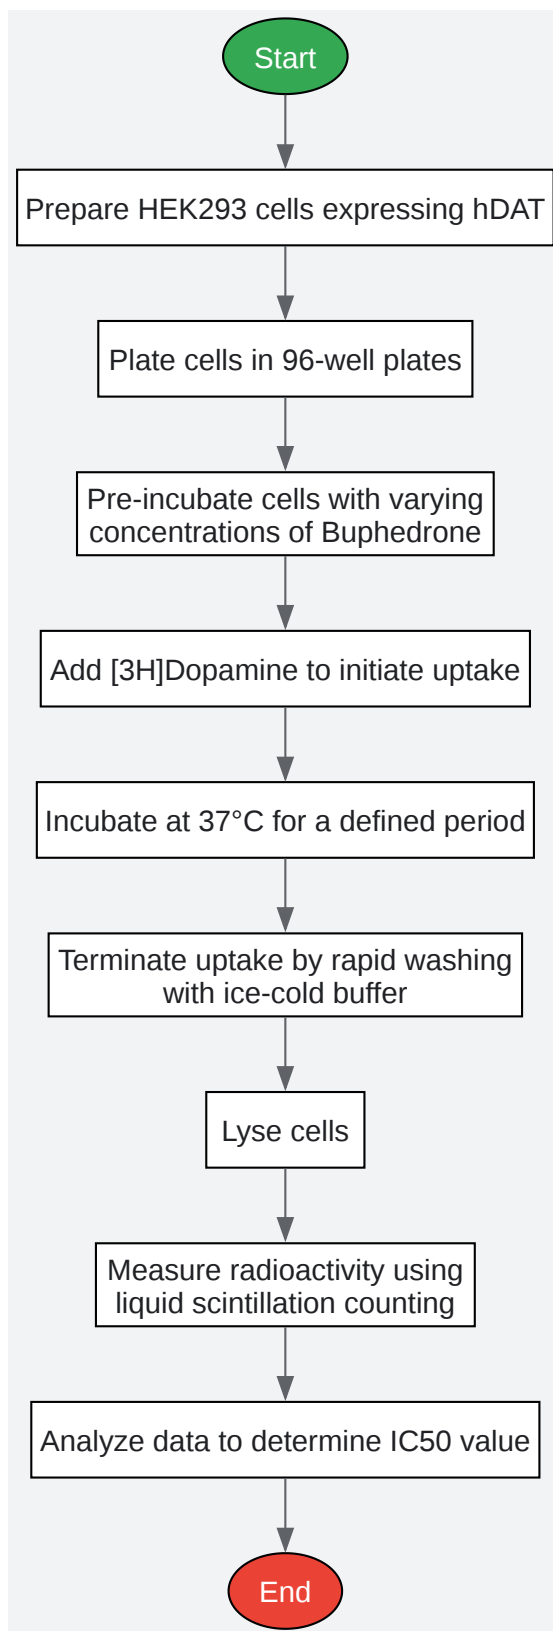 Start
Prepare HEK293 cells expressing hDAT
Plate cells in 96-well plates
Pre-incubate cells with varying
concentrations of Buphedrone
Add [3H]Dopamine to initiate uptake
Incubate at 37°C for a defined period
Terminate uptake by rapid washing
with ice-cold buffer
Lyse cells
Measure radioactivity using
liquid scintillation counting
Analyze data to determine IC50 value
End